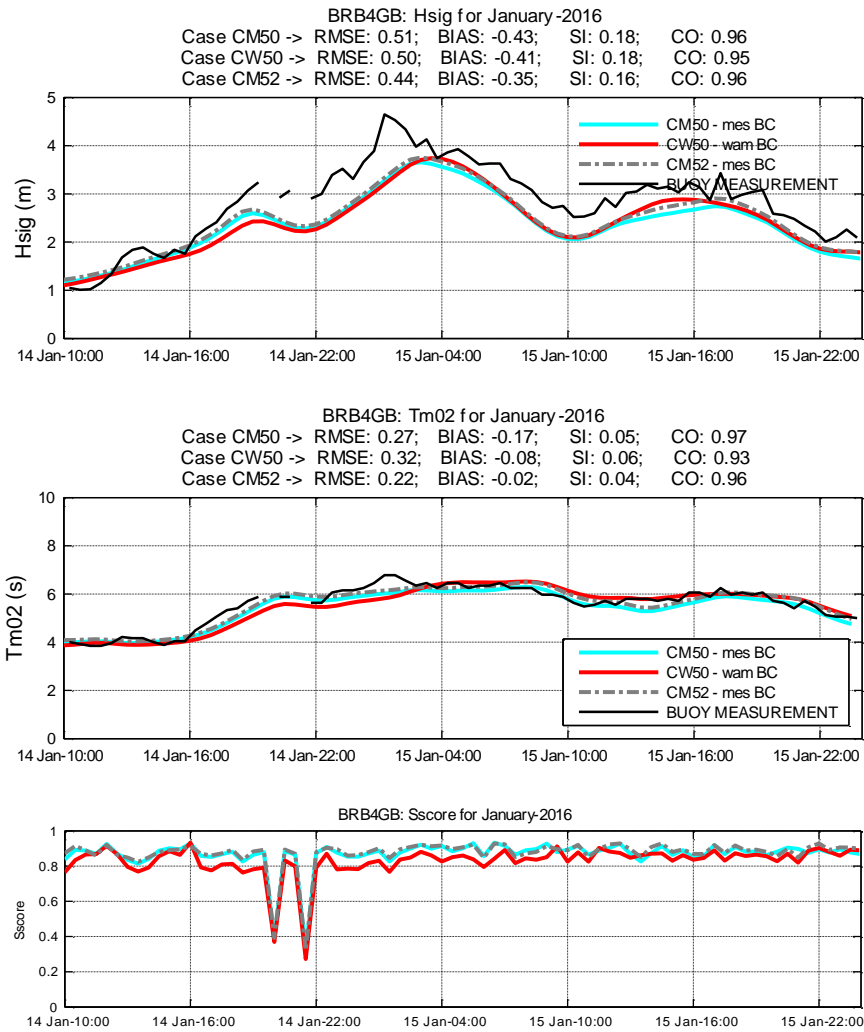 BRB4GB: Hsig for January-2016
Case CM50 -> RMSE: 0.51; BIAS: -0.43; SI: 0.18; CO: 0.96
Case CW50 -> RMSE: 0.50; BIAS: -0.41; SI: 0.18; CO: 0.95
Case CM52 -> RMSE: 0.44; BIAS: -0.35; SI: 0.16; CO: 0.96
5
4
3
2
1
0
Hsig (m)
CM50 - mes BC
CW50 - wam BC
CM52 - mes BC
BUOY MEASUREMENT
14 Jan-10:00 14 Jan-16:00 14 Jan-22:00 15 Jan-04:00 15 Jan-10:00 15 Jan-16:00 15 Jan-22:00
BRB4GB: Tm02 for January-2016
Case CM50 -> RMSE: 0.27; BIAS: -0.17; SI: 0.05; CO: 0.97
Case CW50 -> RMSE: 0.32; BIAS: -0.08; SI: 0.06; CO: 0.93
Case CM52 -> RMSE: 0.22; BIAS: -0.02; SI: 0.04; CO: 0.96
10
8
6
4
2
0
Tm02 (s)
CM50 - mes BC
CW50 - wam BC
CM52 - mes BC
BUOY MEASUREMENT
14 Jan-10:00 14 Jan-16:00 14 Jan-22:00 15 Jan-04:00 15 Jan-10:00 15 Jan-16:00 15 Jan-22:00
BRB4GB: Sscore for January-2016
1
0.8
0.6
0.4
0.2
0
Sscore
14 Jan-10:00 14 Jan-16:00 14 Jan-22:00 15 Jan-04:00 15 Jan-10:00 15 Jan-16:00 15 Jan-22:00